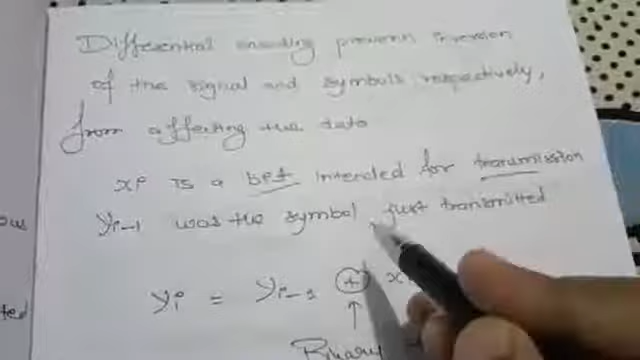 Differential encoding prevents inversion
of the signal and symbols respectively,
from affecting the data
xi is a bit intended for transmission
yi-1 was the symbol just transmitted
yi = yi-1 ⊕ x
↑
Binary